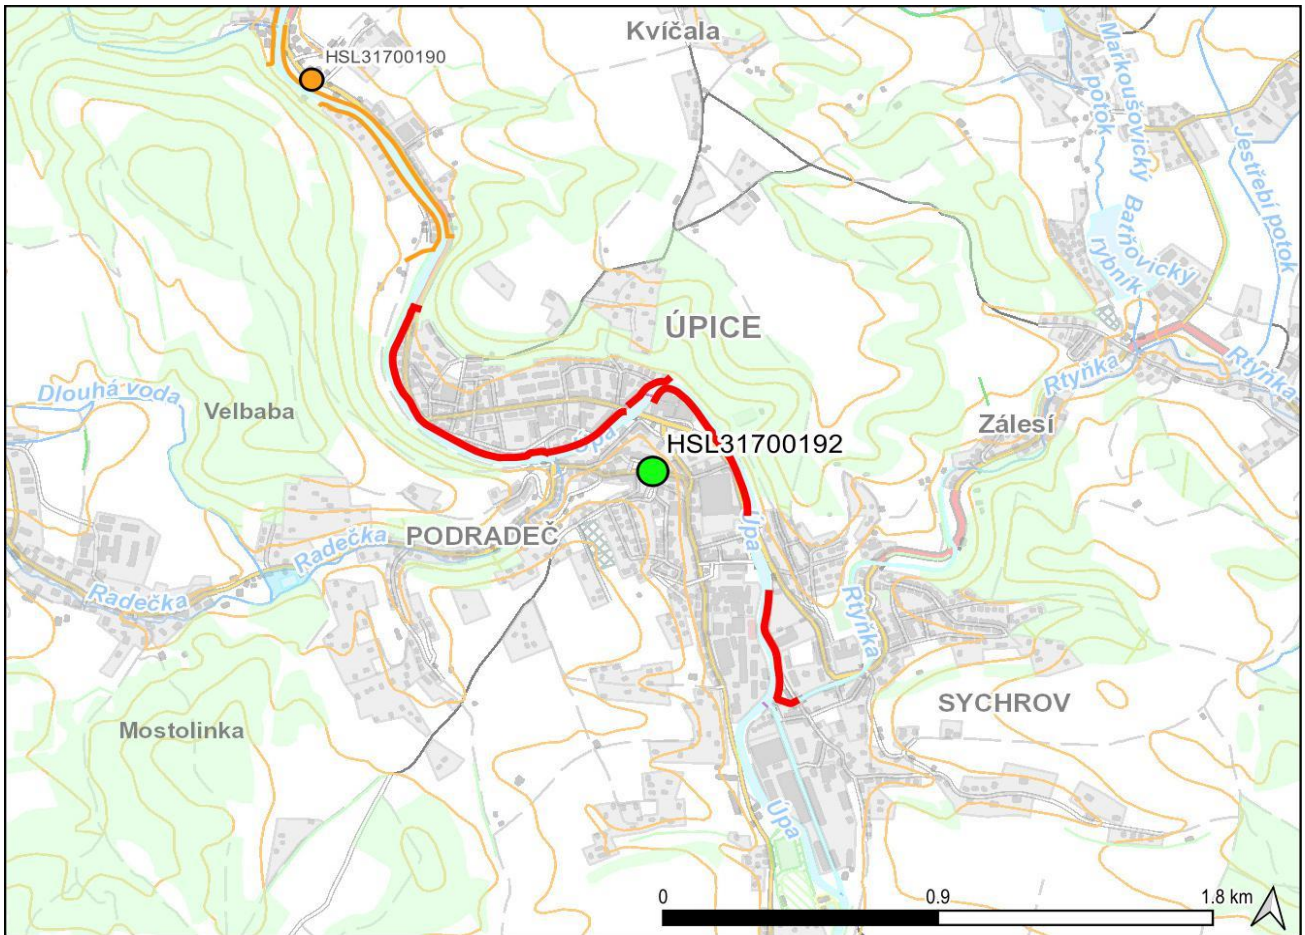 Kvíčala
HSL31700190
Markoušovický
potok
Jestřebí potok
Batňovický
rybník
ÚPICE
Rtyňka
Rtyňka
Dlouhá voda
Velbaba
Zálesí
Úpa
HSL31700192
PODRADEČ
Radečka
Úpa
Radečka
Rtyňka
SYCHROV
Mostolinka
Úpa
0
0.9
1.8 km